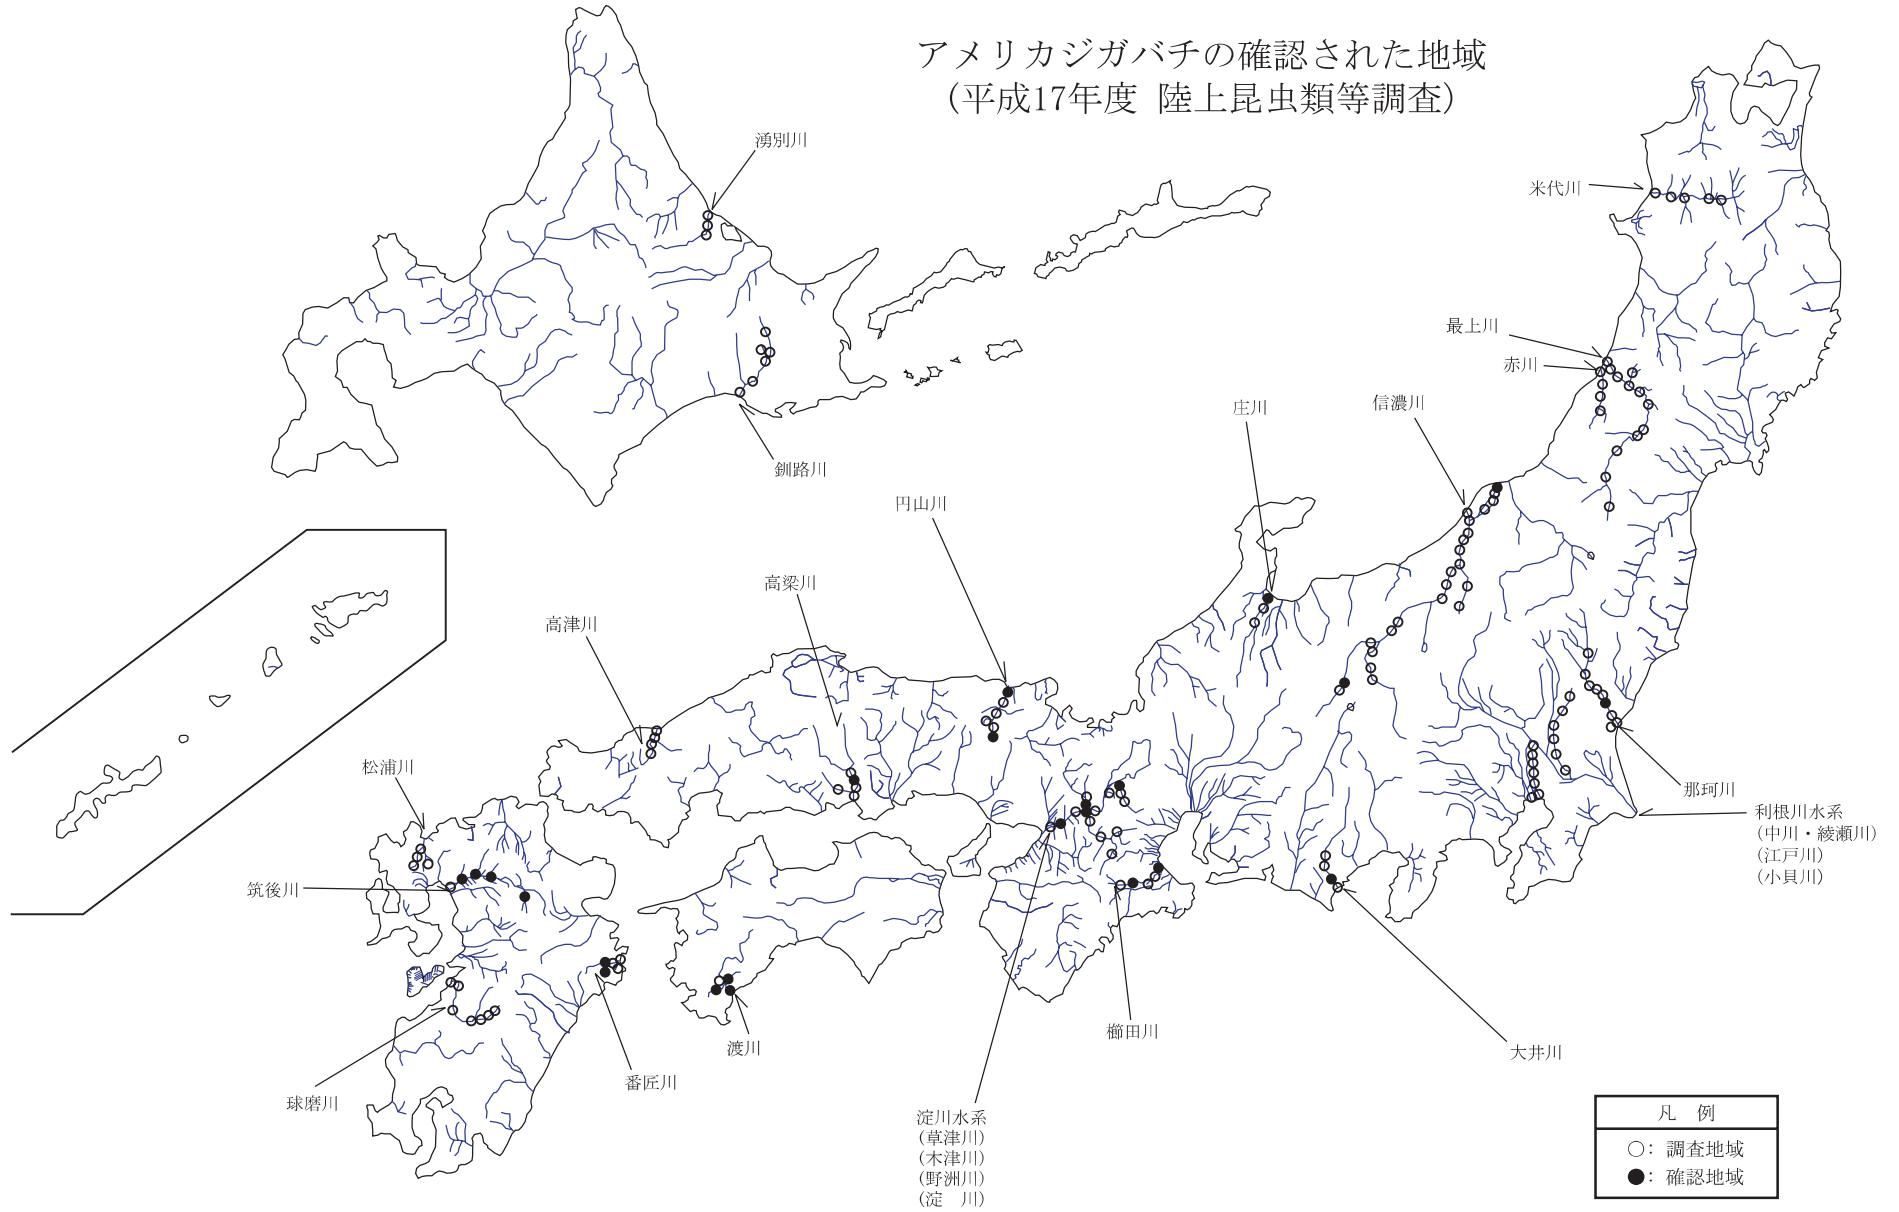 アメリカジガバチの確認された地域
(平成17年度 陸上昆虫類等調査)
湧別川
米代川
最上川
赤川
庄川
信濃川
釧路川
円山川
高梁川
高津川
松浦川
那珂川
利根川水系
(中川・綾瀬川)
(江戸川)
(小貝川)
筑後川
櫛田川
大井川
渡川
番匠川
球磨川
淀川水系
(草津川)
(木津川)
(野洲川)
(淀　川)
凡　例
○: 調査地域
●: 確認地域